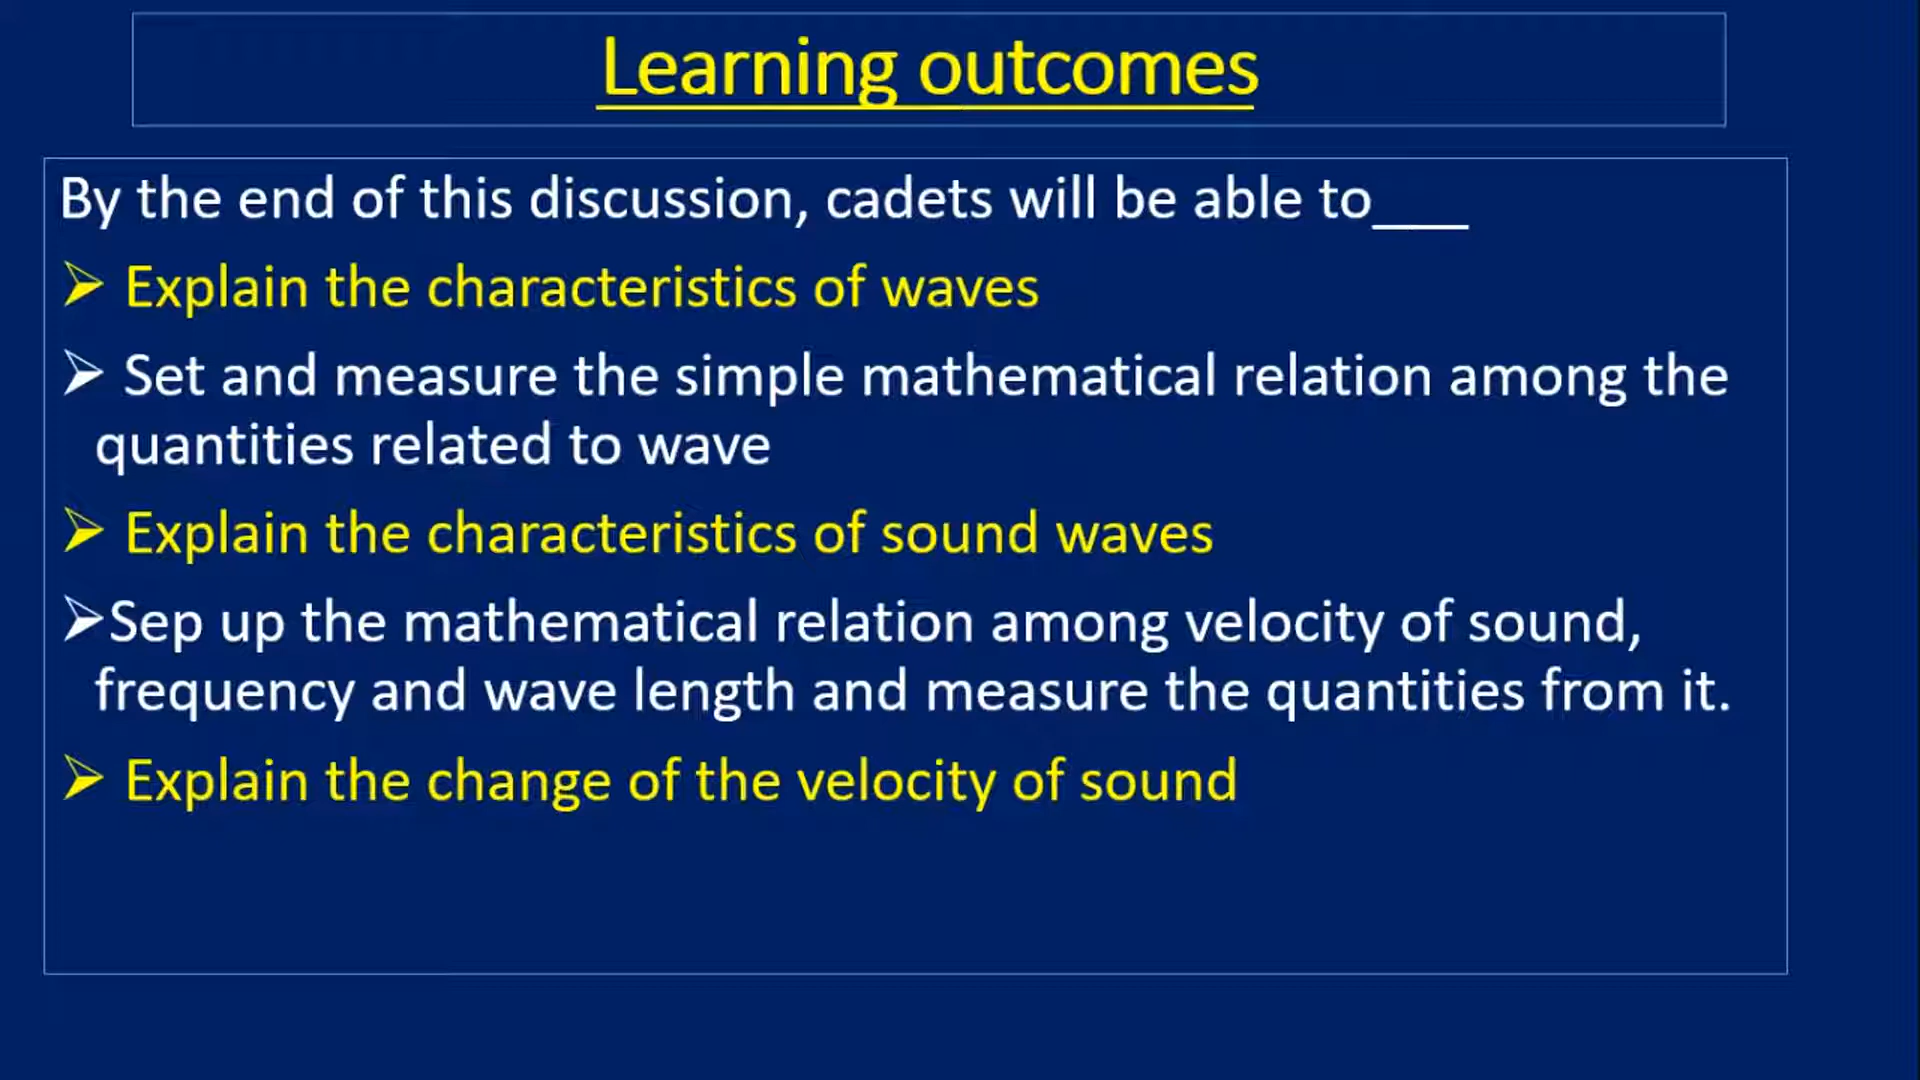 Learning outcomes
By the end of this discussion, cadets will be able to___
➢ Explain the characteristics of waves
➢ Set and measure the simple mathematical relation among the
quantities related to wave
➢ Explain the characteristics of sound waves
➢Sep up the mathematical relation among velocity of sound,
frequency and wave length and measure the quantities from it.
➢ Explain the change of the velocity of sound